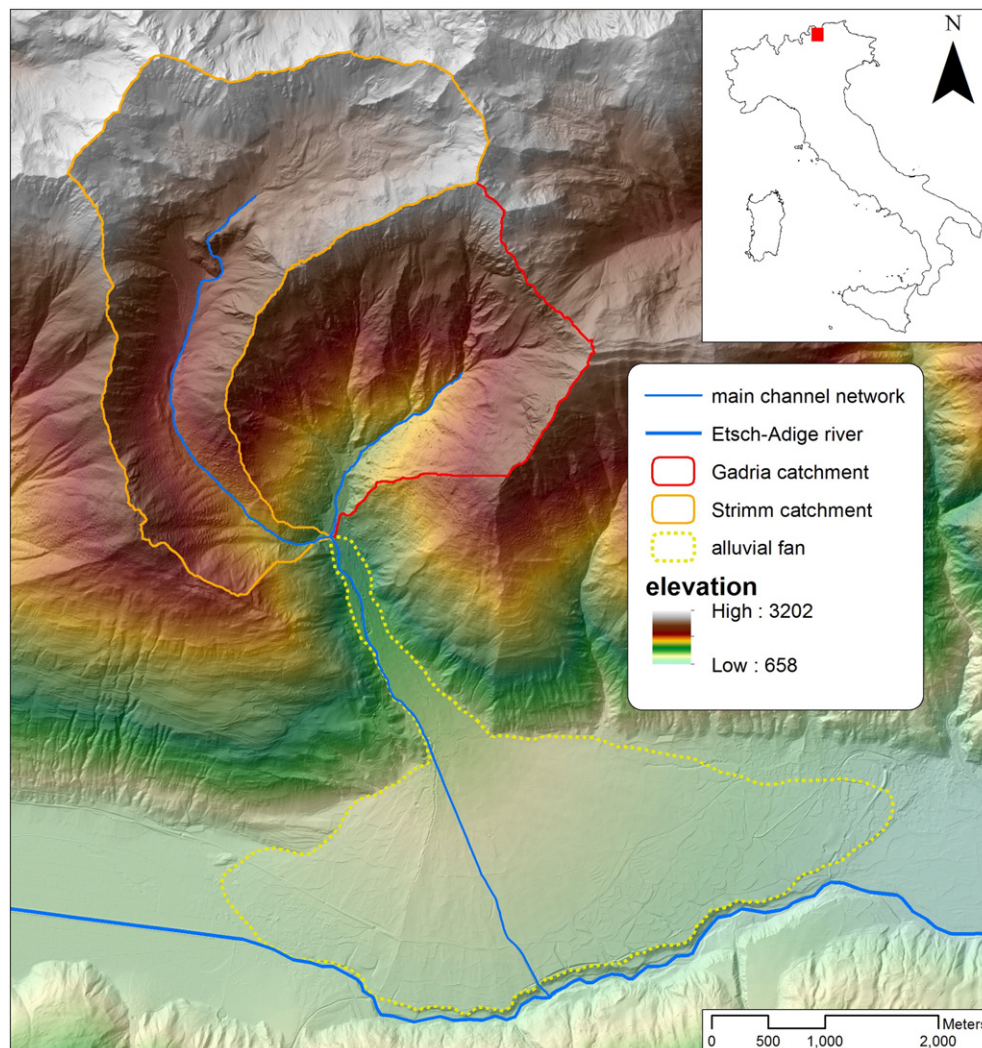 N
main channel network
Etsch-Adige river
Gadria catchment
Strimm catchment
alluvial fan
elevation
High : 3202
Low : 658
Meters
0 500 1,000 2,000